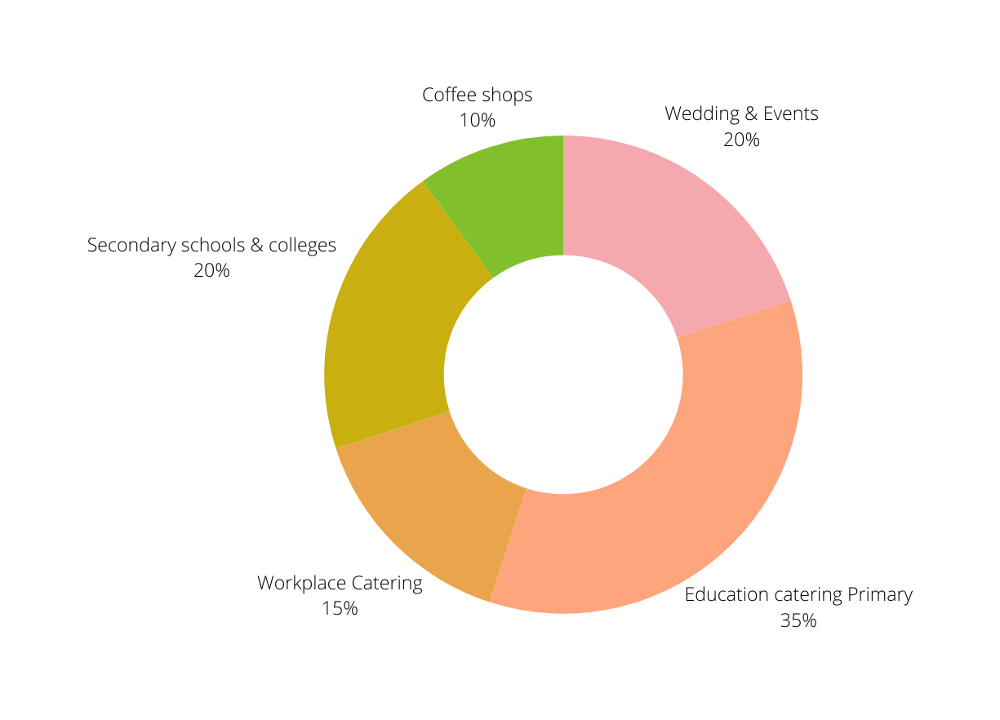 Coffee shops
10%
Wedding & Events
20%
Secondary schools & colleges
20%
Workplace Catering
15%
Education catering Primary
35%